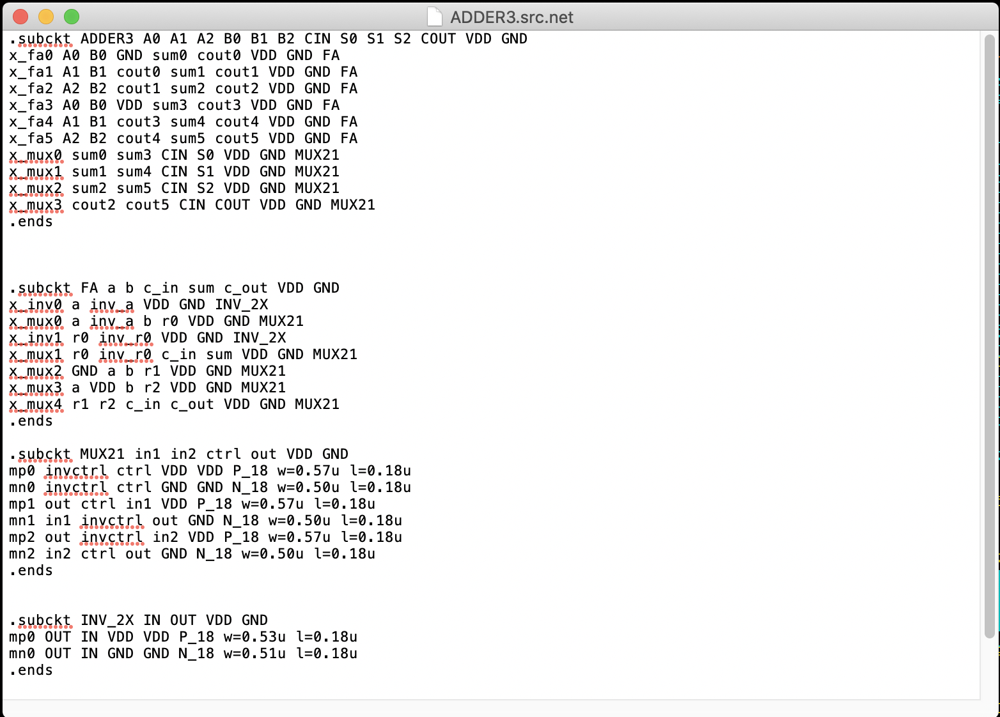 ADDER3.src.net
.subckt ADDER3 A0 A1 A2 B0 B1 B2 CIN S0 S1 S2 COUT VDD GND
x_fa0 A0 B0 GND sum0 cout0 VDD GND FA
x_fa1 A1 B1 cout0 sum1 cout1 VDD GND FA
x_fa2 A2 B2 cout1 sum2 cout2 VDD GND FA
x_fa3 A0 B0 VDD sum3 cout3 VDD GND FA
x_fa4 A1 B1 cout3 sum4 cout4 VDD GND FA
x_fa5 A2 B2 cout4 sum5 cout5 VDD GND FA
x_mux0 sum0 sum3 CIN S0 VDD GND MUX21
x_mux1 sum1 sum4 CIN S1 VDD GND MUX21
x_mux2 sum2 sum5 CIN S2 VDD GND MUX21
x_mux3 cout2 cout5 CIN COUT VDD GND MUX21
.ends
.subckt FA a b c_in sum c_out VDD GND
x_inv0 a inv_a VDD GND INV_2X
x_mux0 a inv_a b r0 VDD GND MUX21
x_inv1 r0 inv_r0 VDD GND INV_2X
x_mux1 r0 inv_r0 c_in sum VDD GND MUX21
x_mux2 GND a b r1 VDD GND MUX21
x_mux3 a VDD b r2 VDD GND MUX21
x_mux4 r1 r2 c_in c_out VDD GND MUX21
.ends
.subckt MUX21 in1 in2 ctrl out VDD GND
mp0 invctrl ctrl VDD VDD P_18 w=0.57u l=0.18u
mn0 invctrl ctrl GND GND N_18 w=0.50u l=0.18u
mp1 out ctrl in1 VDD P_18 w=0.57u l=0.18u
mn1 in1 invctrl out GND N_18 w=0.50u l=0.18u
mp2 out invctrl in2 VDD P_18 w=0.57u l=0.18u
mn2 in2 ctrl out GND N_18 w=0.50u l=0.18u
.ends
.subckt INV_2X IN OUT VDD GND
mp0 OUT IN VDD VDD P_18 w=0.53u l=0.18u
mn0 OUT IN GND GND N_18 w=0.51u l=0.18u
.ends